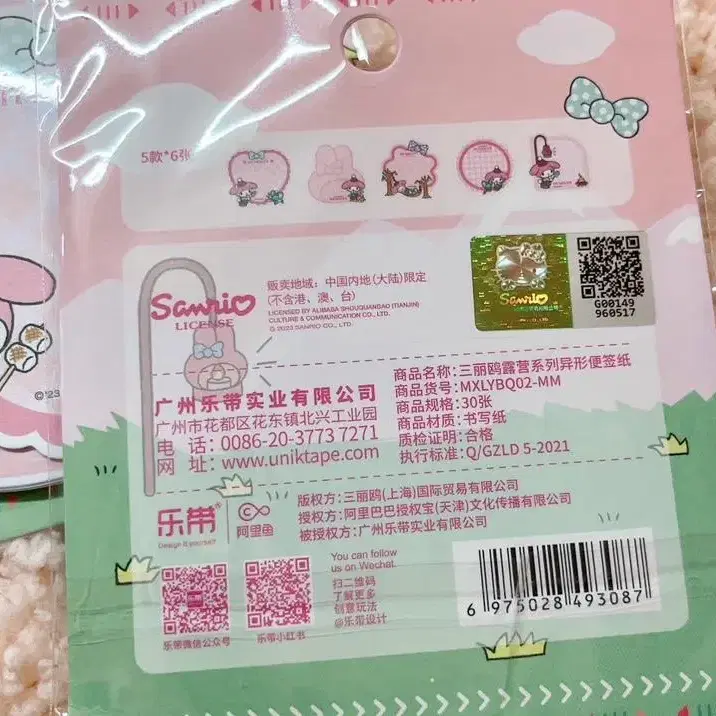 5款*6张
Sanrio
LICENSE
贩卖地域：中国内地(大陆)限定
(不含港、澳、台)
LICENSED BY ALIBABA SHOUQUANBAO (TIANJIN)
CULTURE & COMMUNICATION CO., LTD.
© 2023 SANRIO CO., LTD.
Sanrio
G00149
960517
广州乐带实业有限公司
广州市花都区花东镇北兴工业园
电 话：0086-20-3773 7271
网 址：www.uniktape.com
商品名称：三丽鸥露营系列异形便签纸
商品货号：MXLYBQ02-MM
商品规格：30张
商品材质：书写纸
质检证明：合格
执行标准：Q/GZLD 5-2021
乐带®
Design it yourself
阿里鱼
版权方：三丽鸥(上海)国际贸易有限公司
授权方：阿里巴巴授权宝(天津)文化传播有限公司
被授权方：广州乐带实业有限公司
乐带微信公众号
乐带小红书
You can follow
us on Wechat.
扫二维码
了解更多
创意玩法
@乐带设计
6 975028 493087
©'23